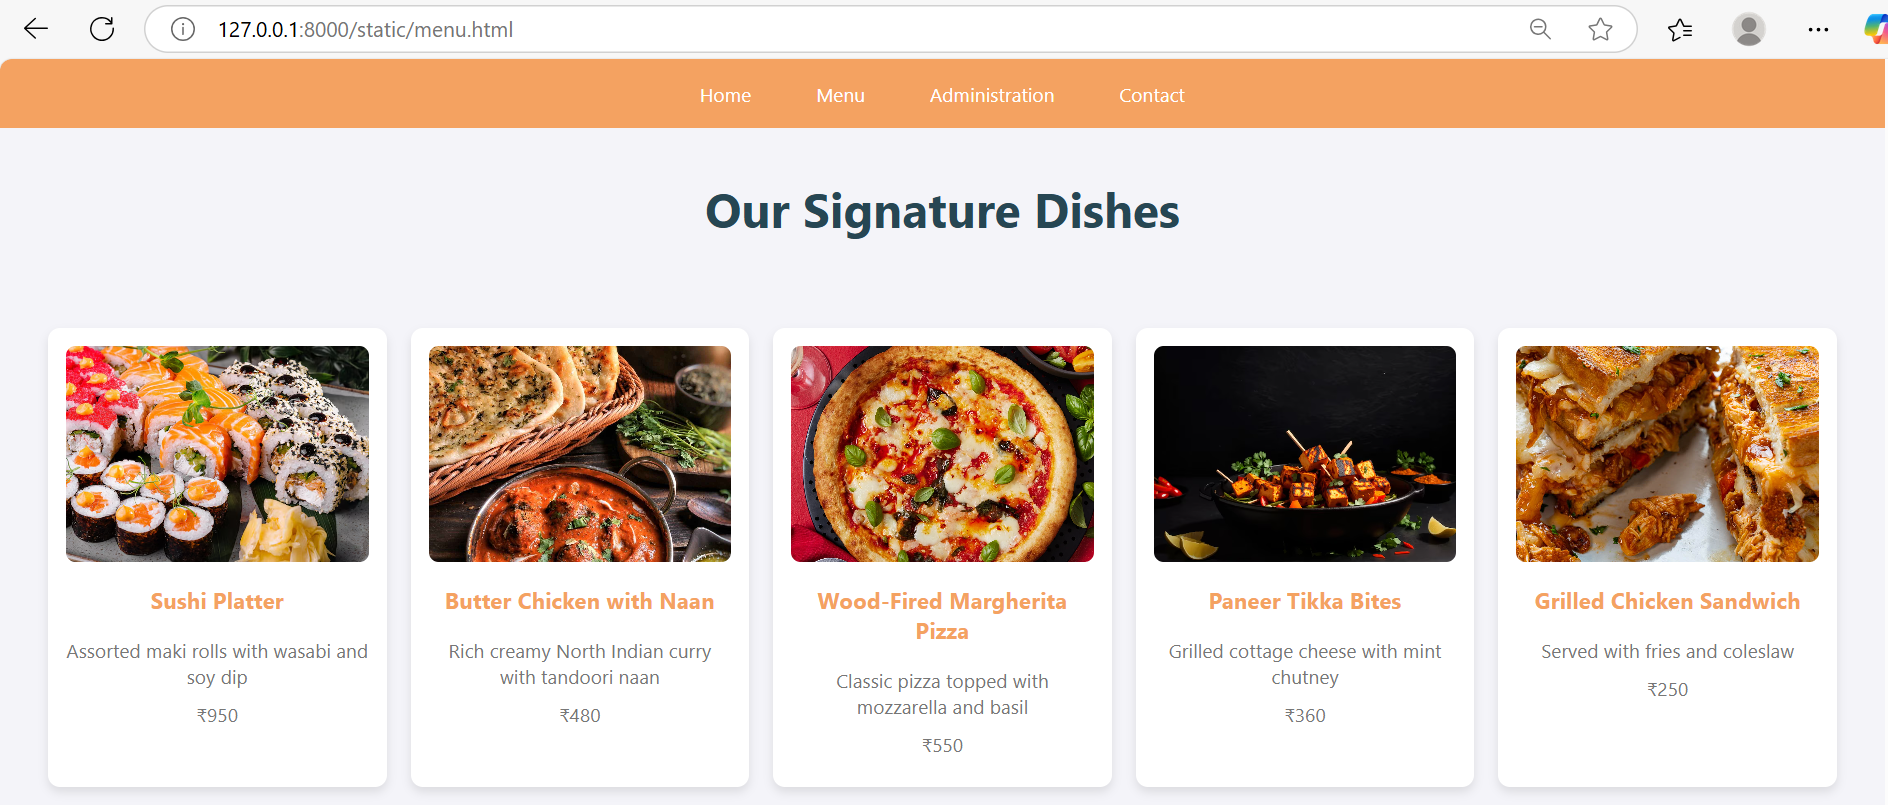 127.0.0.1:8000/static/menu.html
Home Menu Administration Contact
Our Signature Dishes
Sushi Platter
Assorted maki rolls with wasabi and
soy dip
₹950
Butter Chicken with Naan
Rich creamy North Indian curry
with tandoori naan
₹480
Wood-Fired Margherita
Pizza
Classic pizza topped with
mozzarella and basil
₹550
Paneer Tikka Bites
Grilled cottage cheese with mint
chutney
₹360
Grilled Chicken Sandwich
Served with fries and coleslaw
₹250